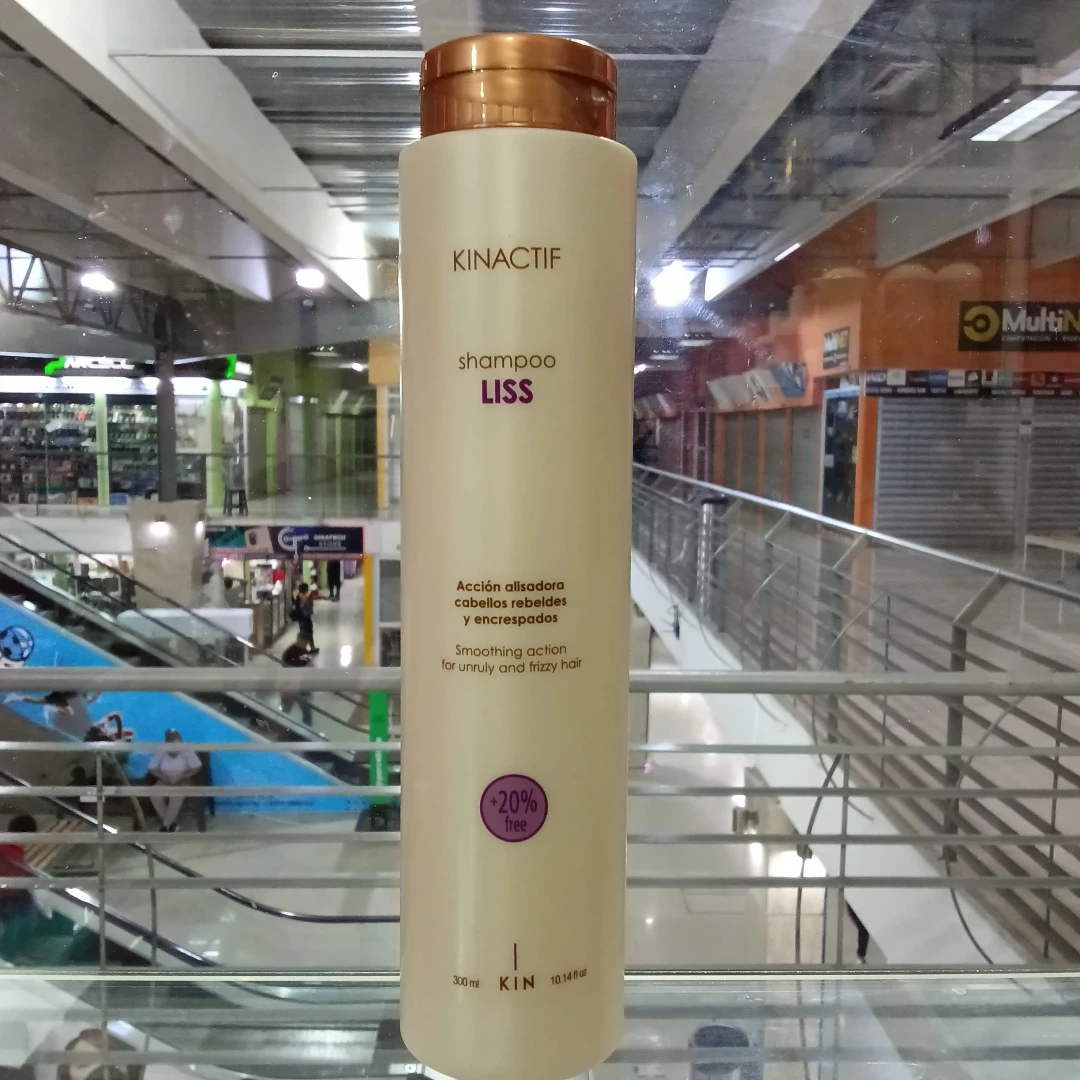 KINACTIF
shampoo
LISS
Acción alisadora
cabellos rebeldes
y encrespados
Smoothing action
for unruly and frizzy hair
+20%
free
300 ml KIN 10.14 fl oz